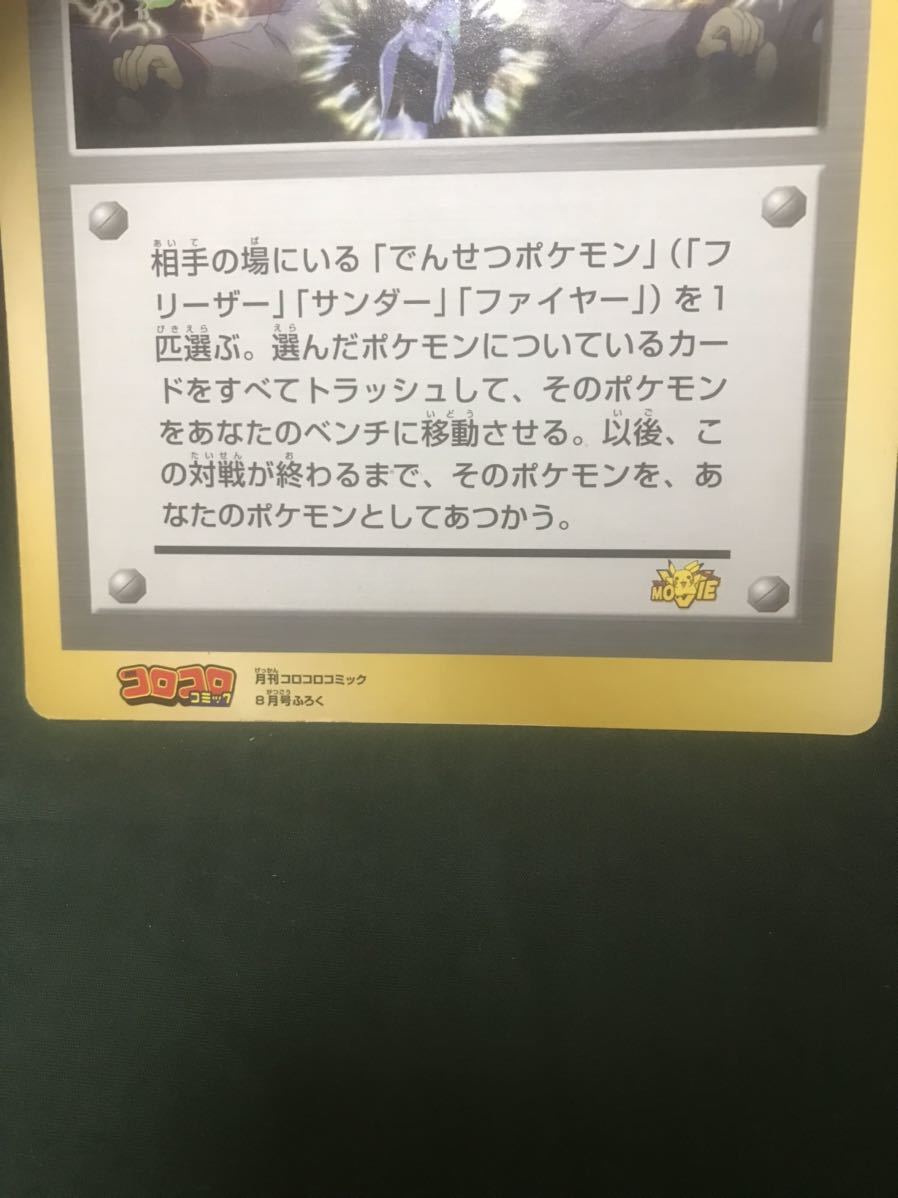 相手の場にいる「でんせつポケモン」(「フ
リーザー」「サンダー」「ファイヤー」)を1
匹選ぶ。選んだポケモンについているカー
ドをすべてトラッシュして、そのポケモン
をあなたのベンチに移動させる。以後、こ
の対戦が終わるまで、そのポケモンを、あ
なたのポケモンとしてあつかう。
MOVIE
コロコロ
コミック
月刊コロコロコミック
8月号ふろく